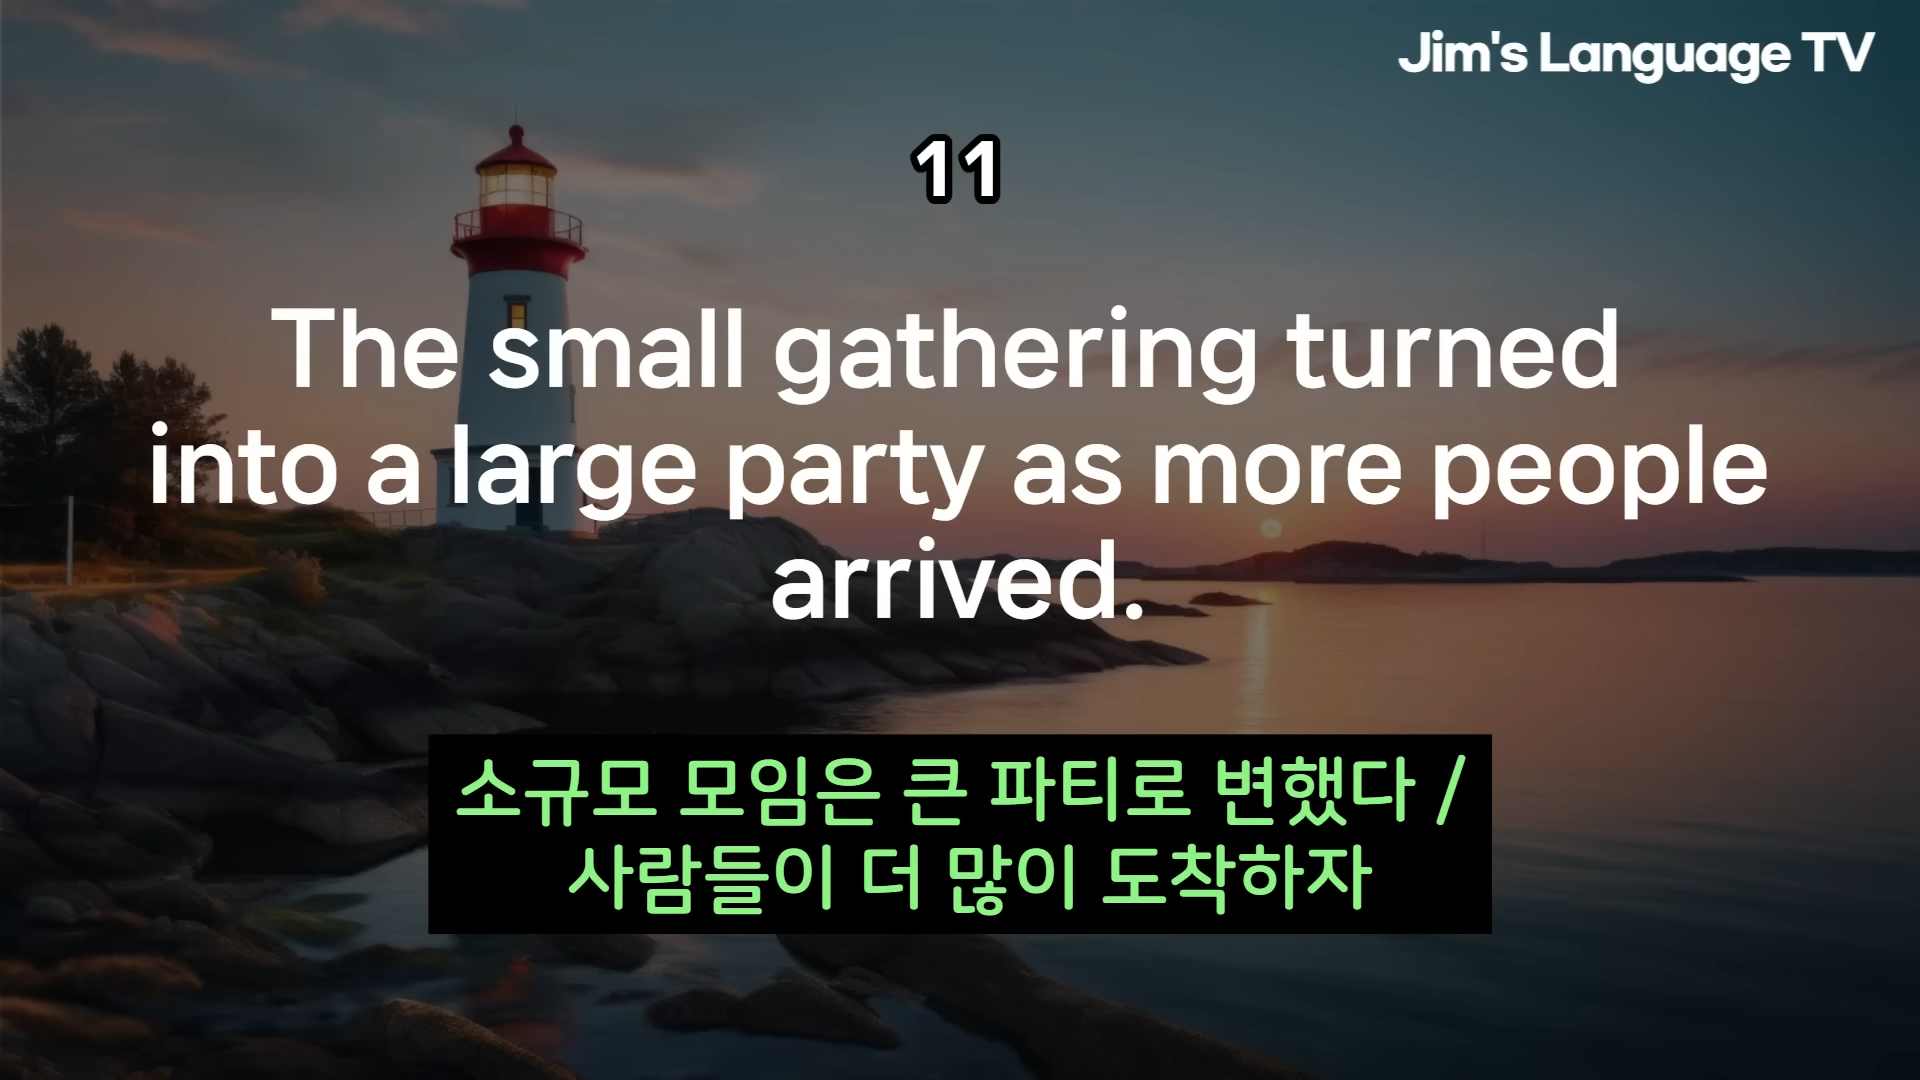 Jim's Language TV
11
The small gathering turned
into a large party as more people
arrived.
소규모 모임은 큰 파티로 변했다 /
사람들이 더 많이 도착하자